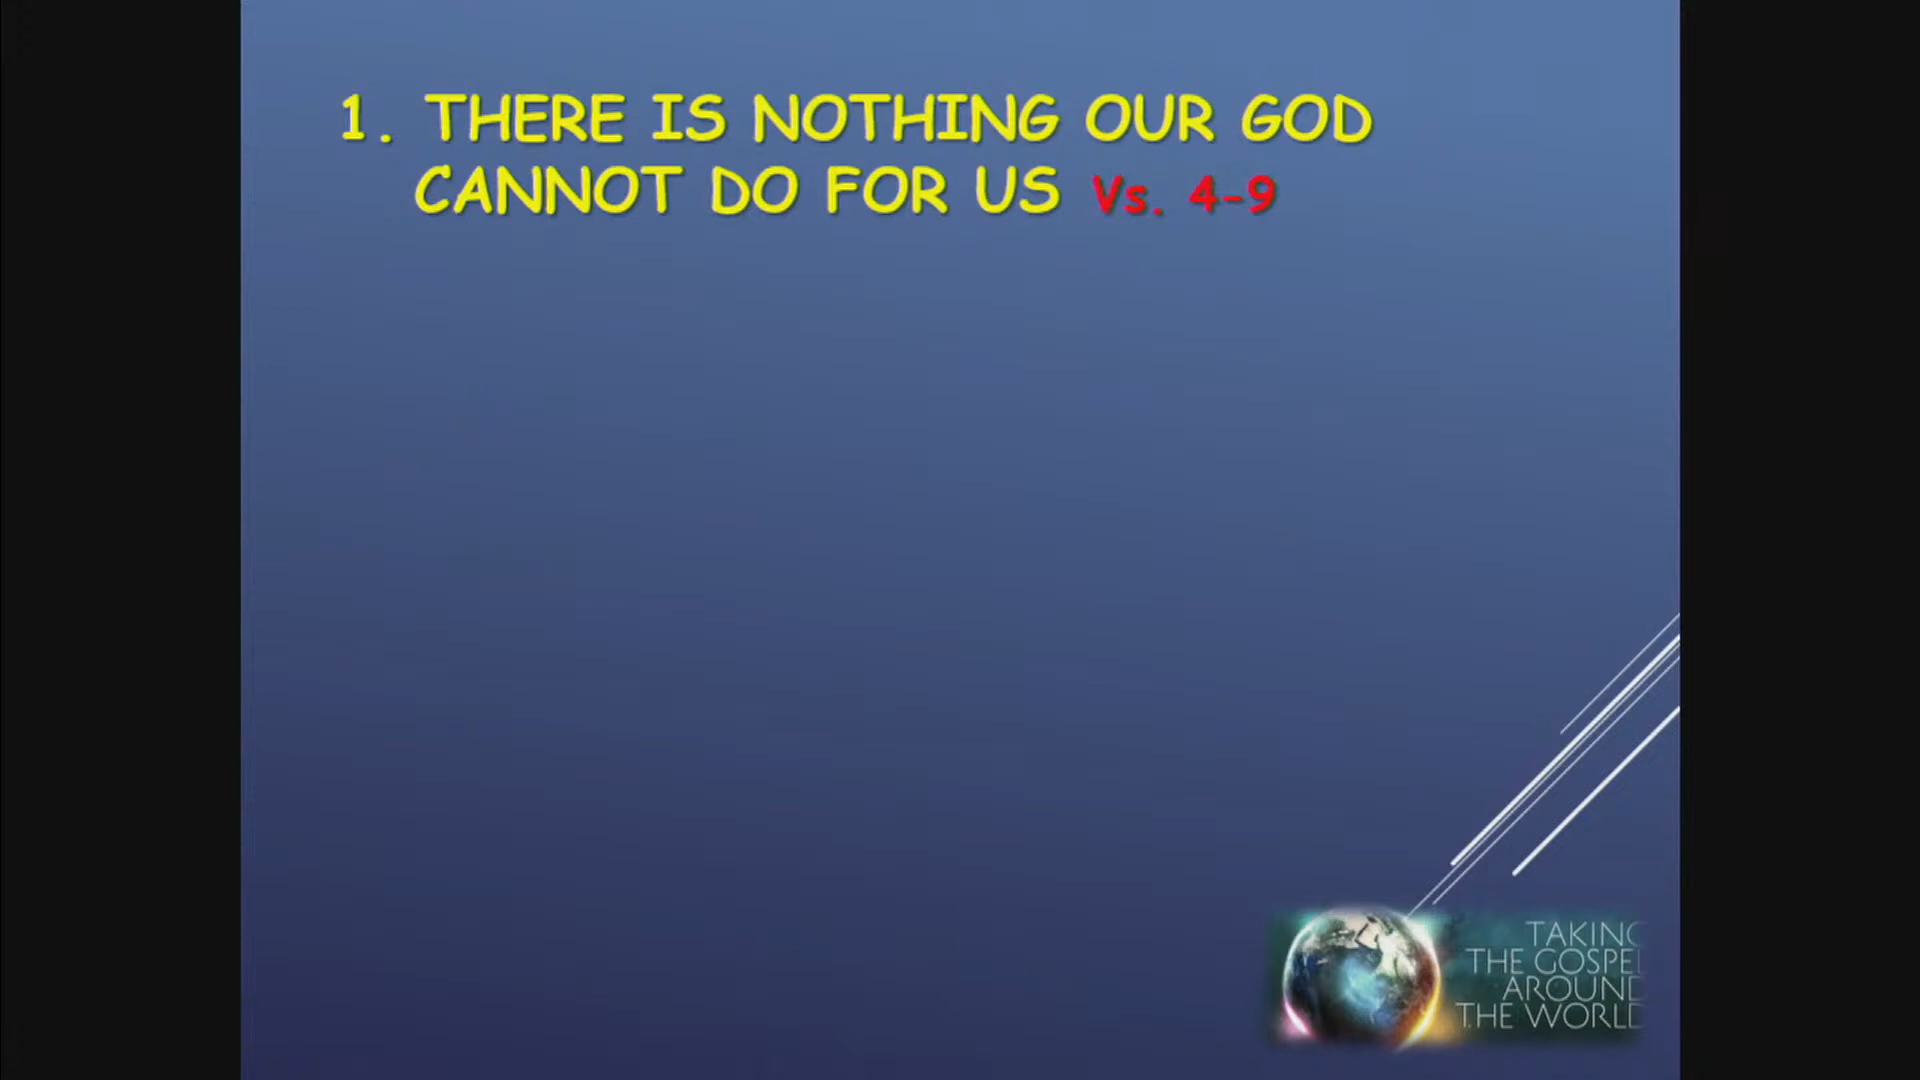 1. THERE IS NOTHING OUR GOD
CANNOT DO FOR US Vs. 4-9
TAKING
THE GOSPEL
AROUND
THE WORLD